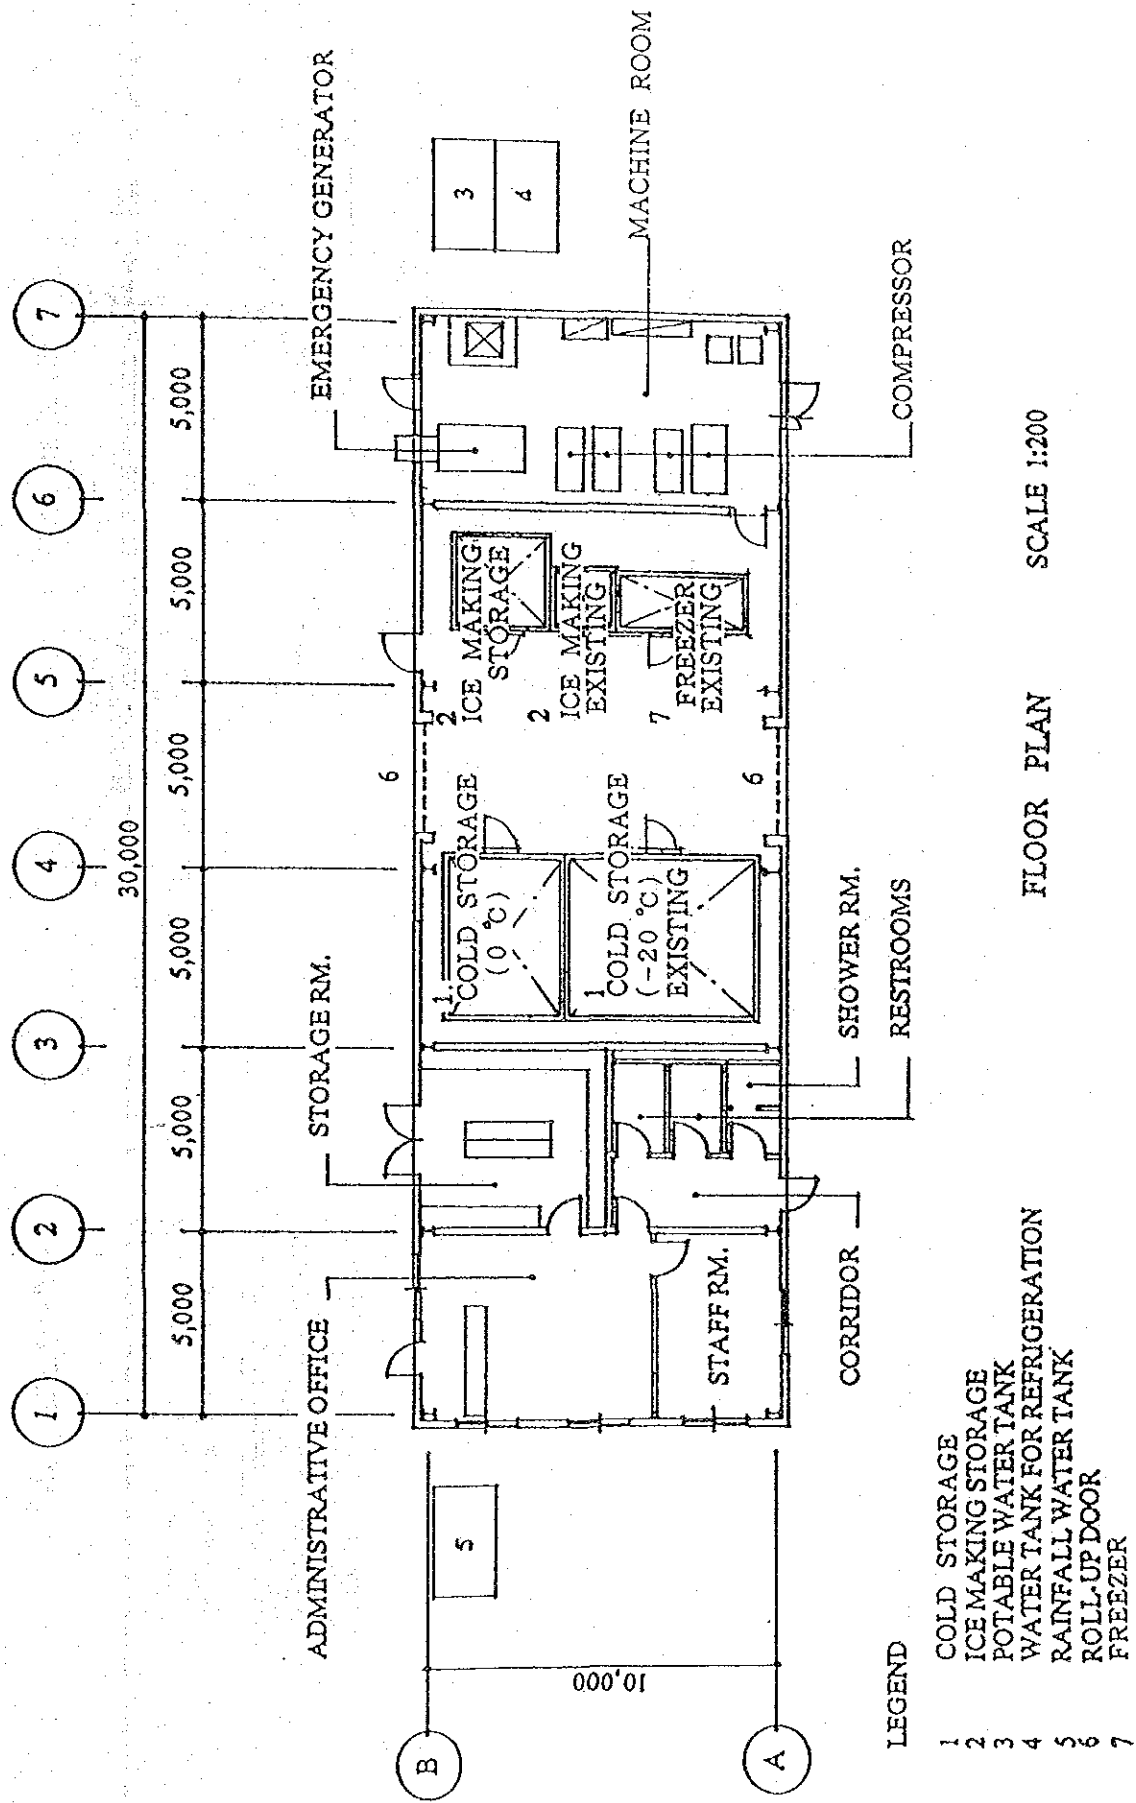 1
2
3
4
5
6
7
30,000
5,000
5,000
5,000
5,000
5,000
5,000
ADMINISTRATIVE OFFICE
STORAGE RM.
EMERGENCY GENERATOR
5
B
A
10,000
6
1.
COLD STORAGE
(0 °C)
1
COLD STORAGE
(-20 °C)
EXISTING
2
ICE MAKING
STORAGE
2
ICE MAKING
EXISTING
7
FREEZER
EXISTING
6
3
4
STAFF RM.
CORRIDOR
SHOWER RM.
RESTROOMS
MACHINE ROOM
COMPRESSOR
LEGEND
1 COLD STORAGE
2 ICE MAKING STORAGE
3 POTABLE WATER TANK
4 WATER TANK FOR REFRIGERATION
5 RAINFALL WATER TANK
6 ROLL-UP DOOR
7 FREEZER
FLOOR PLAN SCALE 1:200